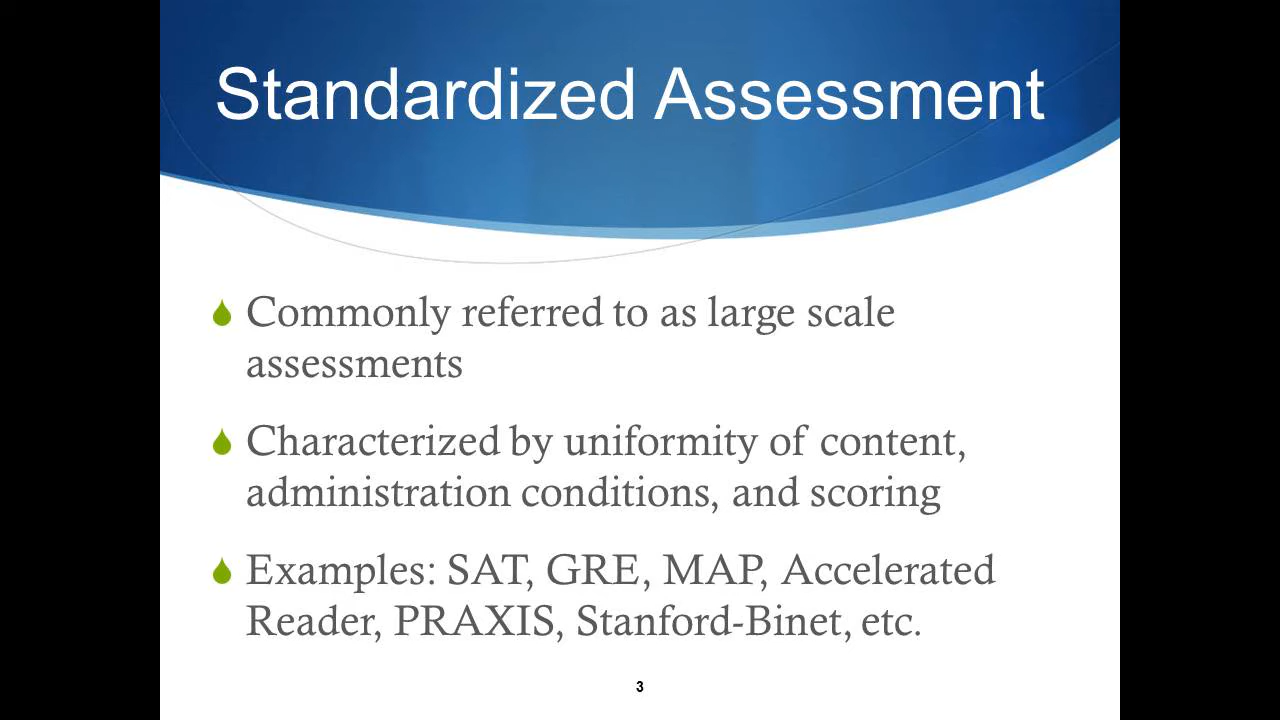 Standardized Assessment
Commonly referred to as large scale
assessments
Characterized by uniformity of content,
administration conditions, and scoring
Examples: SAT, GRE, MAP, Accelerated
Reader, PRAXIS, Stanford-Binet, etc.
3